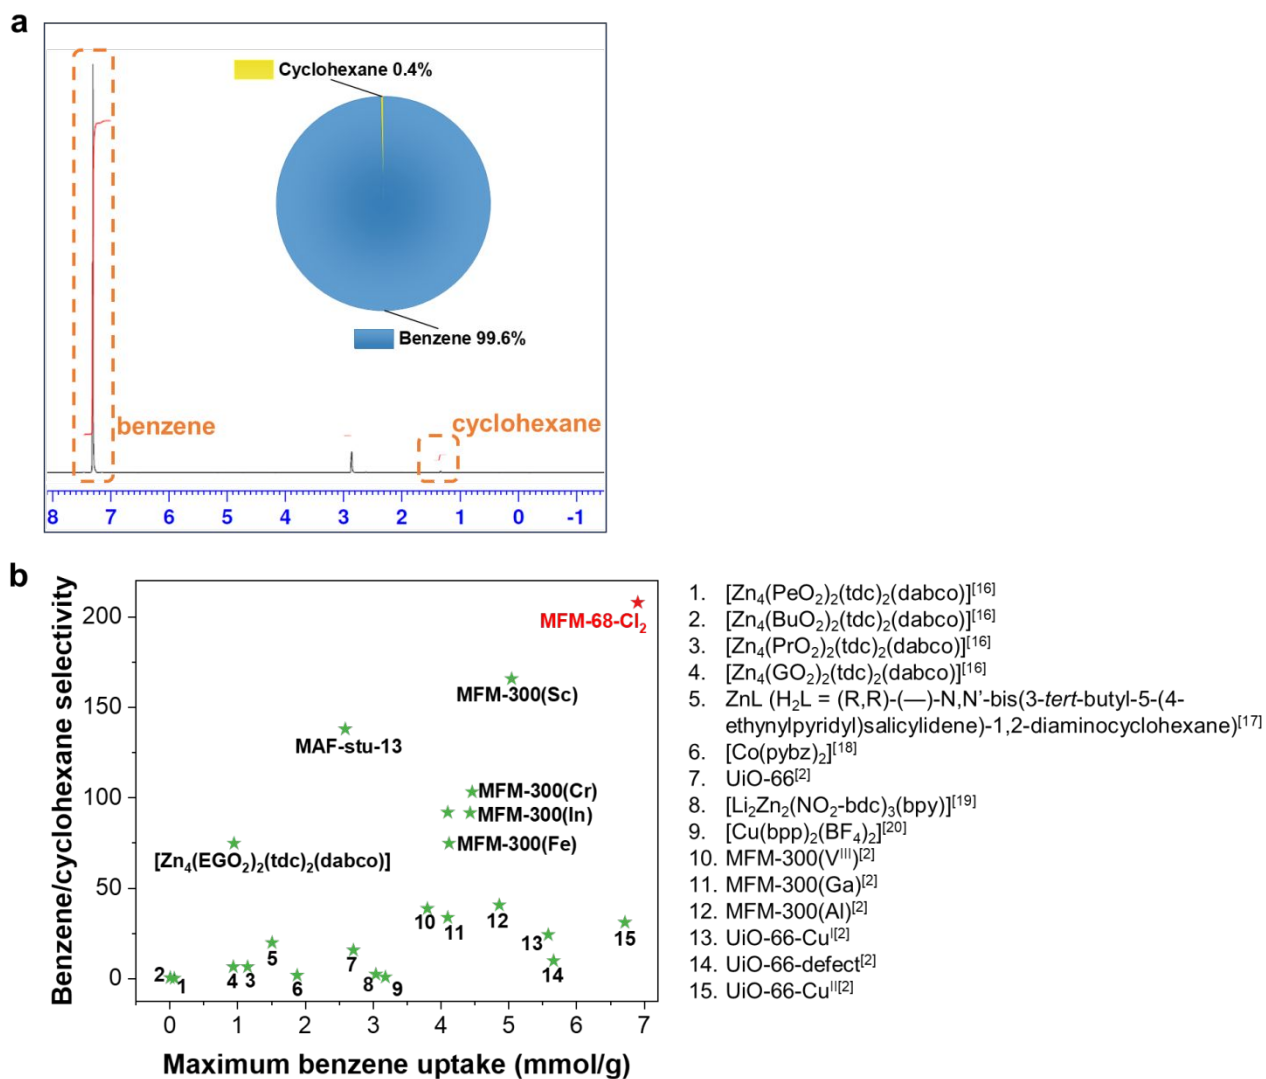 a
Cyclohexane 0.4%
Benzene 99.6%
benzene
cyclohexane
8 7 6 5 4 3 2 1 0 -1
b
Benzene/cyclohexane selectivity
200
150
100
50
0
MFM-68-Cl₂
MFM-300(Sc)
MAF-stu-13
MFM-300(Cr)
MFM-300(In)
MFM-300(Fe)
[Zn₄(EGO₂)₂(tdc)₂(dabco)]
10
11
12
13
14
15
5
7
2
1
4
3
6
8
9
0 1 2 3 4 5 6 7
Maximum benzene uptake (mmol/g)
1. [Zn₄(PeO₂)₂(tdc)₂(dabco)]^[16]
2. [Zn₄(BuO₂)₂(tdc)₂(dabco)]^[16]
3. [Zn₄(PrO₂)₂(tdc)₂(dabco)]^[16]
4. [Zn₄(GO₂)₂(tdc)₂(dabco)]^[16]
5. ZnL (H₂L = (R,R)-(—)-N,N’-bis(3-tert-butyl-5-(4-
ethynylpyridyl)salicylidene)-1,2-diaminocyclohexane)^[17]
6. [Co(pybz)₂]^[18]
7. UiO-66^[2]
8. [Li₂Zn₂(NO₂-bdc)₃(bpy)]^[19]
9. [Cu(bpp)₂(BF₄)₂]^[20]
10. MFM-300(V^III)^[2]
11. MFM-300(Ga)^[2]
12. MFM-300(Al)^[2]
13. UiO-66-Cu^I[2]
14. UiO-66-defect^[2]
15. UiO-66-Cu^II[2]